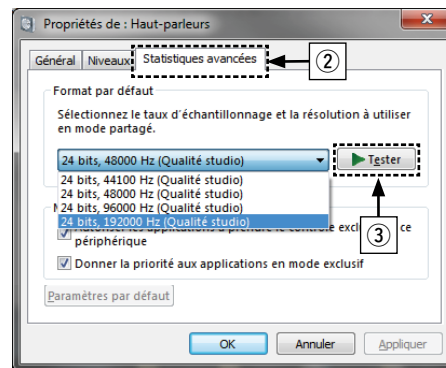 Propriétés de : Haut-parleurs
Général Niveaux Statistiques avancées
2
Format par défaut
Sélectionnez le taux d'échantillonnage et la résolution à utiliser
en mode partagé.
24 bits, 48000 Hz (Qualité studio)
Tester
24 bits, 44100 Hz (Qualité studio)
24 bits, 48000 Hz (Qualité studio)
24 bits, 96000 Hz (Qualité studio)
24 bits, 192000 Hz (Qualité studio)
3
périphérique
Donner la priorité aux applications en mode exclusif
Paramètres par défaut
OK Annuler Appliquer